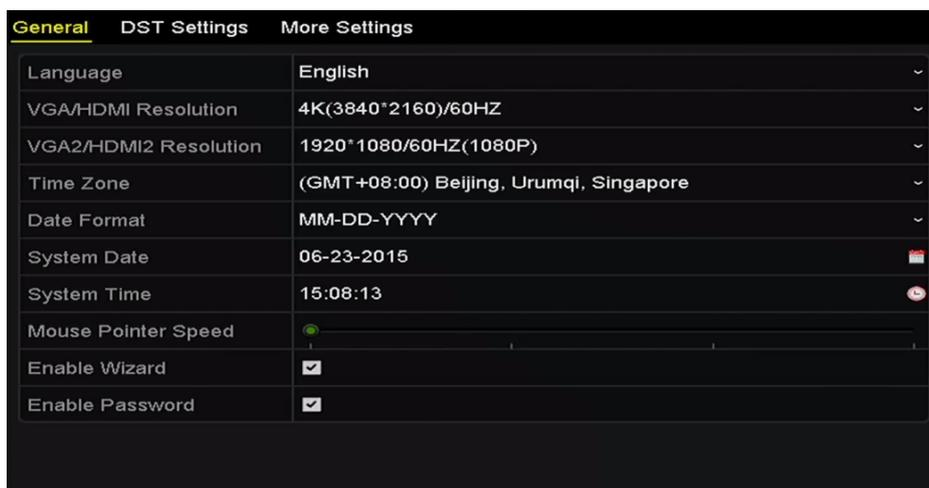 General DST Settings More Settings
Language English
VGA/HDMI Resolution 4K(3840*2160)/60HZ
VGA2/HDMI2 Resolution 1920*1080/60HZ(1080P)
Time Zone (GMT+08:00) Beijing, Urumqi, Singapore
Date Format MM-DD-YYYY
System Date 06-23-2015
System Time 15:08:13
Mouse Pointer Speed
Enable Wizard
Enable Password